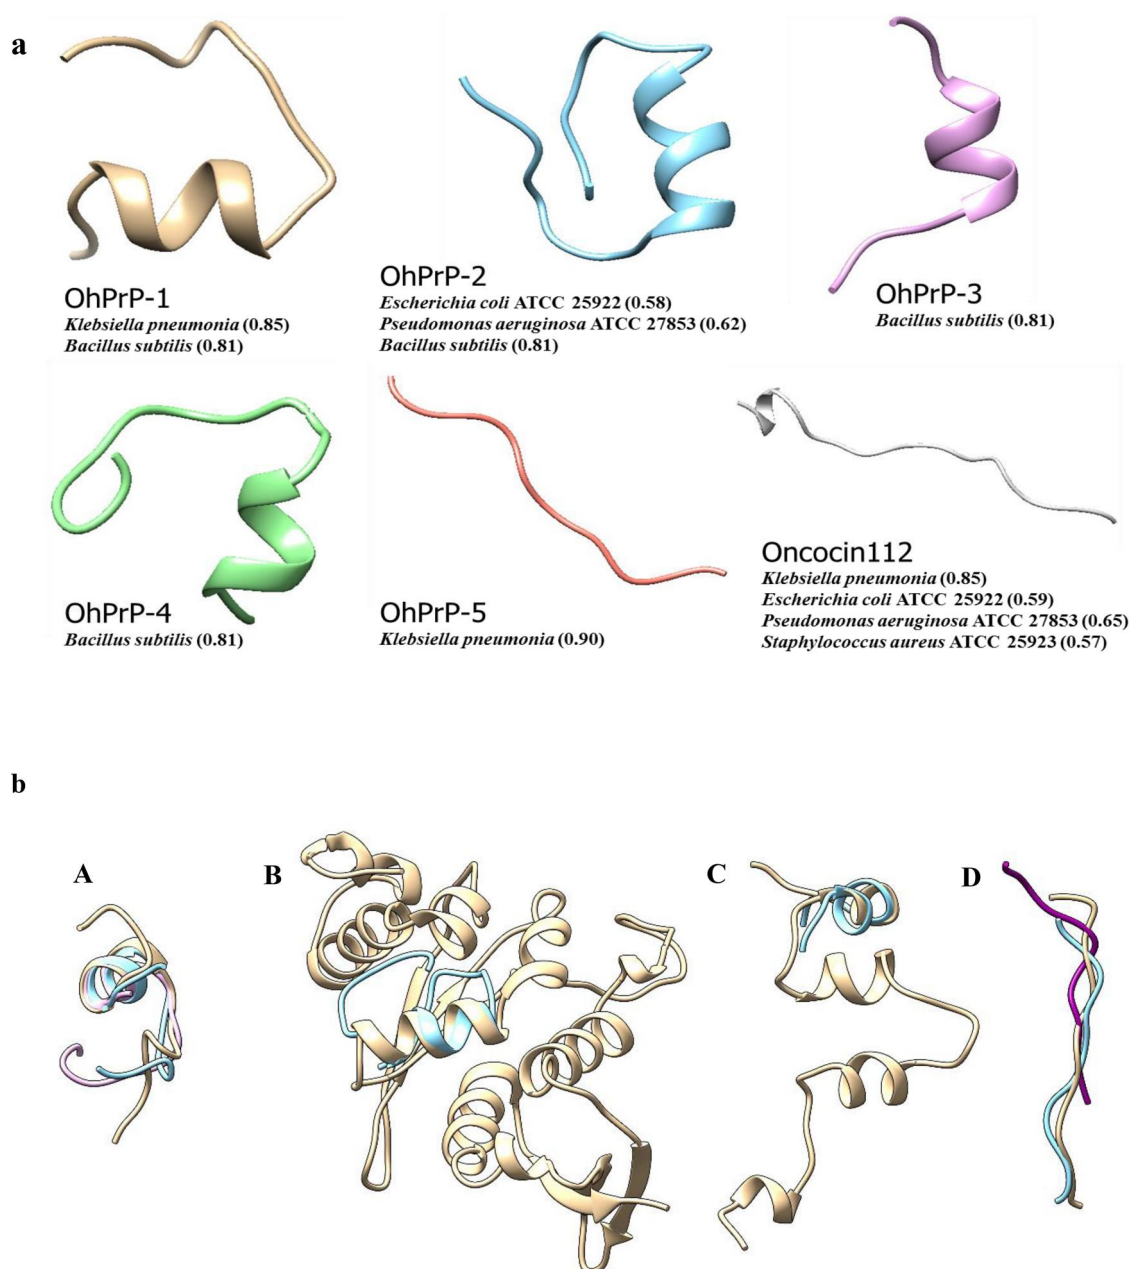 a
OhPrP-1
Klebsiella pneumonia (0.85)
Bacillus subtilis (0.81)
OhPrP-2
Escherichia coli ATCC 25922 (0.58)
Pseudomonas aeruginosa ATCC 27853 (0.62)
Bacillus subtilis (0.81)
OhPrP-3
Bacillus subtilis (0.81)
OhPrP-4
Bacillus subtilis (0.81)
OhPrP-5
Klebsiella pneumonia (0.90)
Oncocin112
Klebsiella pneumonia (0.85)
Escherichia coli ATCC 25922 (0.59)
Pseudomonas aeruginosa ATCC 27853 (0.65)
Staphylococcus aureus ATCC 25923 (0.57)
b
A
B
C
D